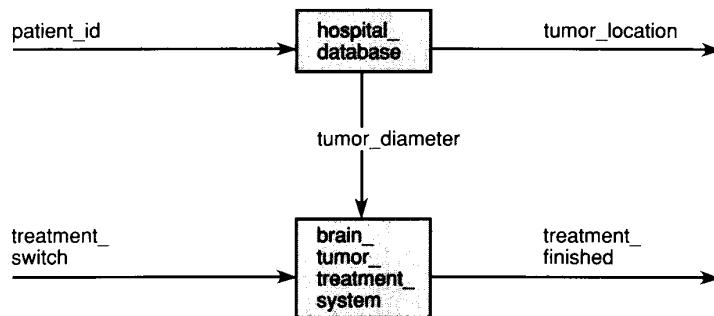 patient_id
hospital_
database
tumor_location
tumor_diameter
treatment_
switch
brain_
tumor_
treatment_
system
treatment_
finished